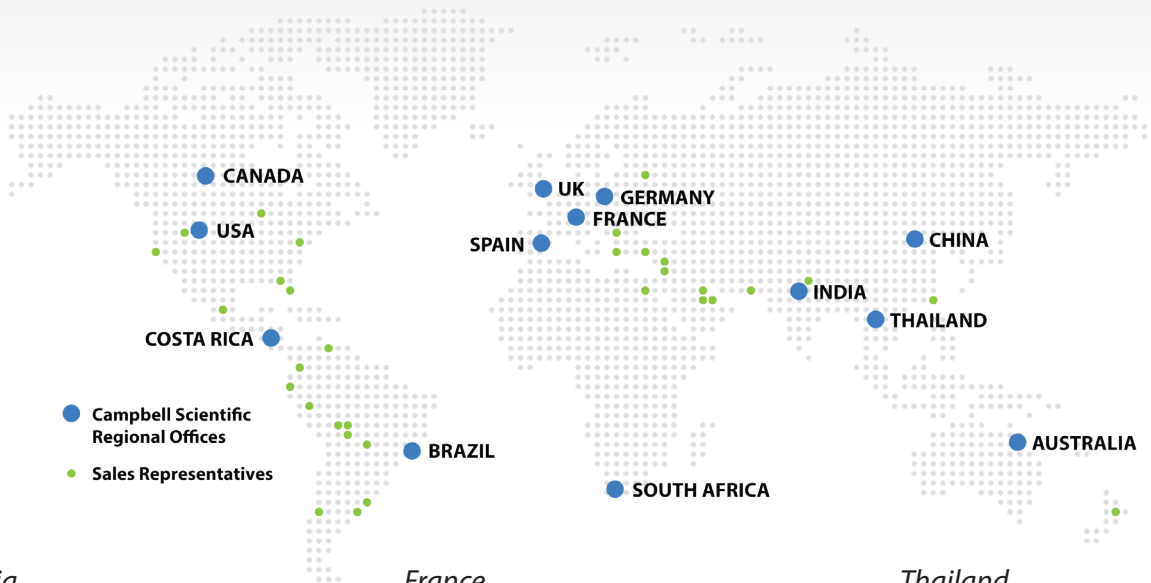 CANADA
UK
GERMANY
FRANCE
USA
SPAIN
CHINA
INDIA
THAILAND
COSTA RICA
Campbell Scientific
Regional Offices
BRAZIL
AUSTRALIA
Sales Representatives
SOUTH AFRICA
France
Thailand